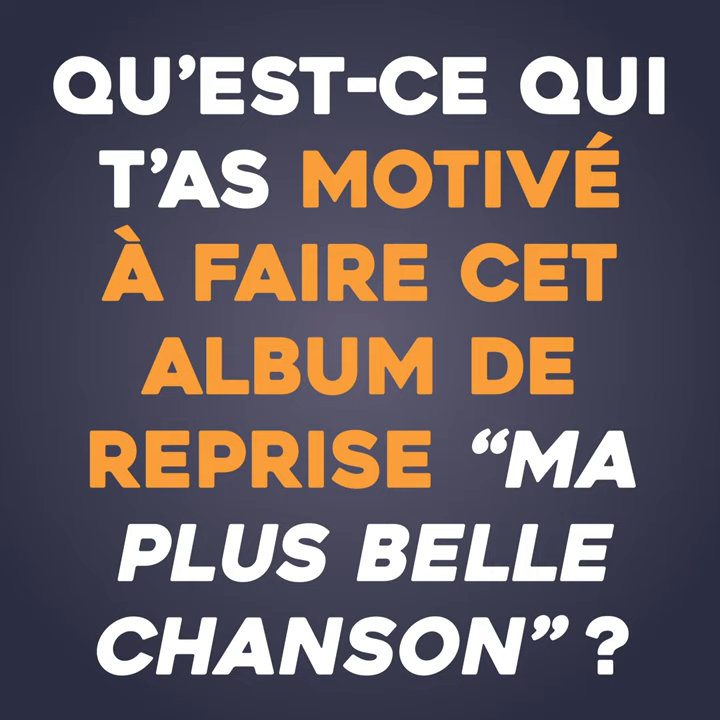 QU’EST-CE QUI
T’AS MOTIVÉ
À FAIRE CET
ALBUM DE
REPRISE “MA
PLUS BELLE
CHANSON” ?